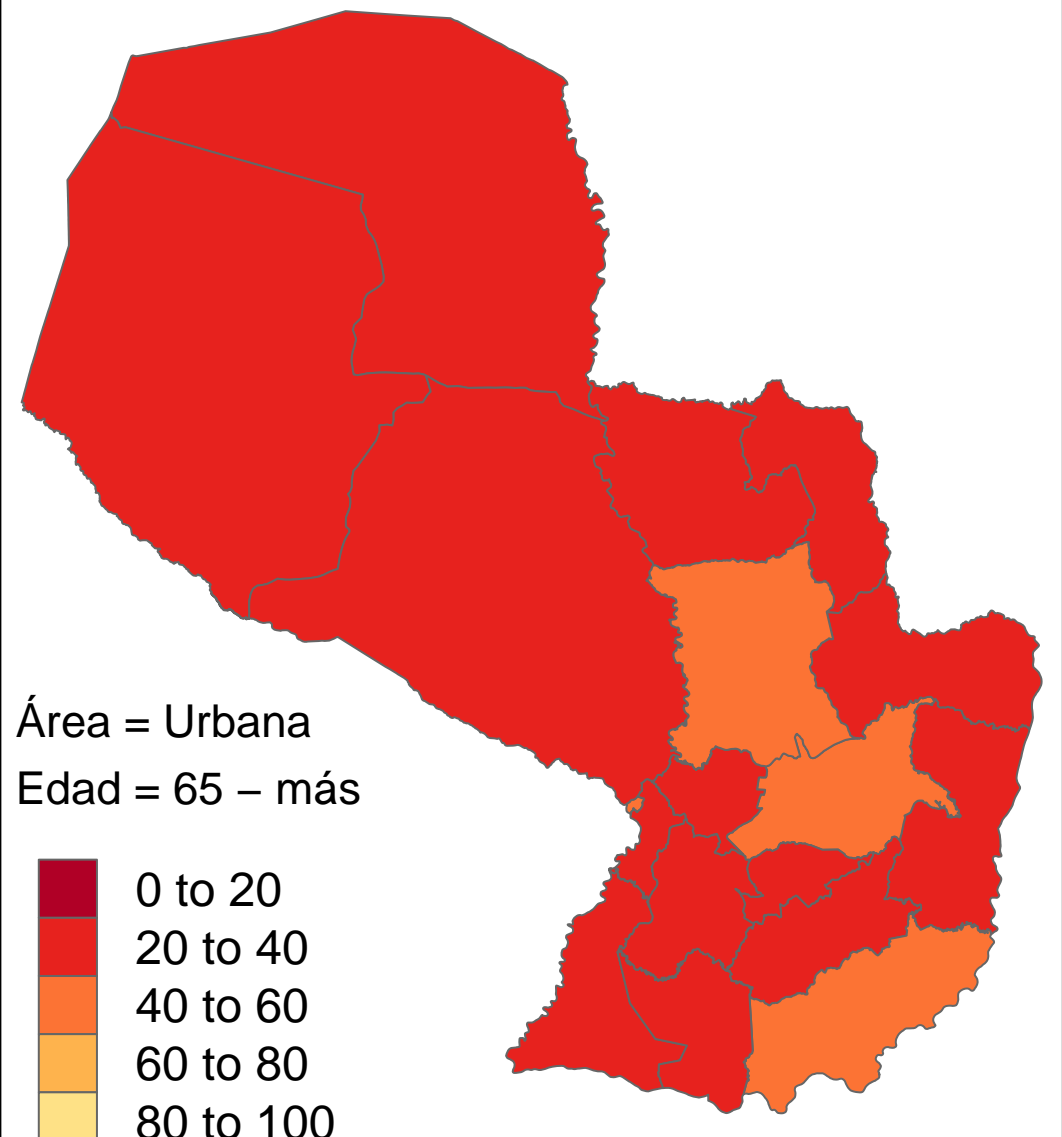 Área = Urbana
Edad = 65 – más
0 to 20
20 to 40
40 to 60
60 to 80
80 to 100